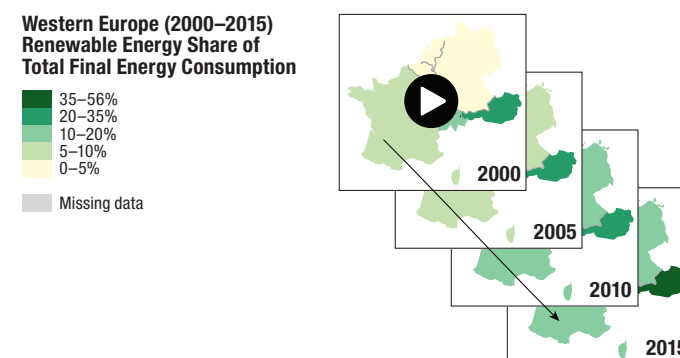 Western Europe (2000–2015)
Renewable Energy Share of
Total Final Energy Consumption
35–56%
20–35%
10–20%
5–10%
0–5%
Missing data
2000
2005
2010
2015